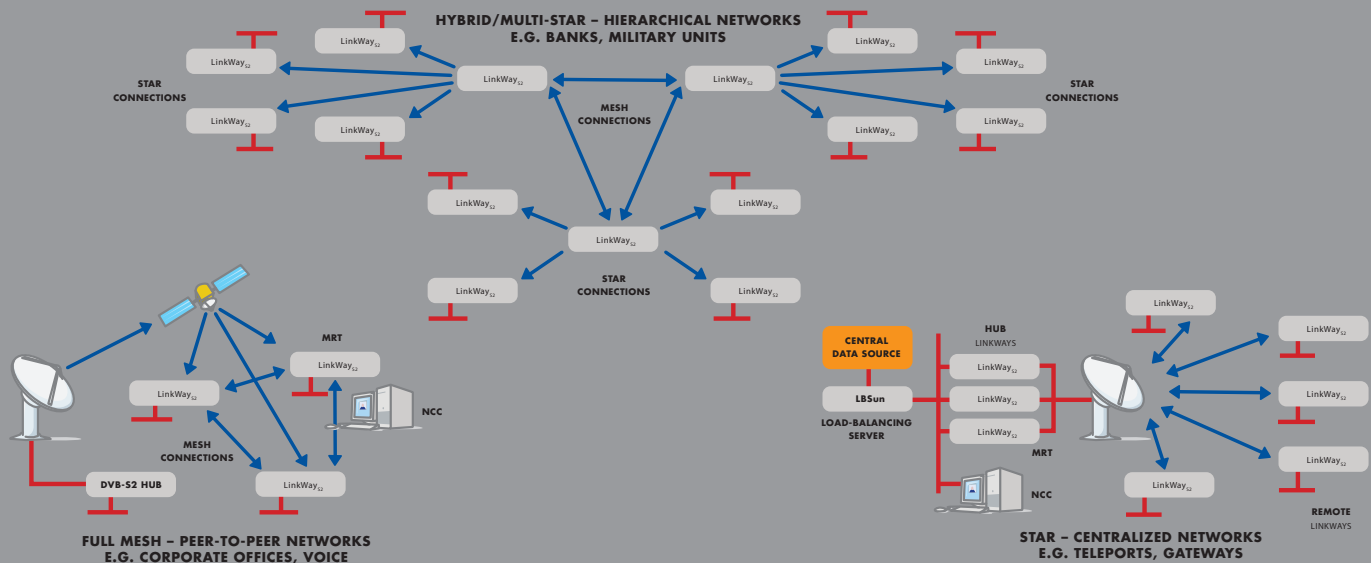 HYBRID/MULTI-STAR – HIERARCHICAL NETWORKS
E.G. BANKS, MILITARY UNITS
LinkWayS2
LinkWayS2
LinkWayS2
LinkWayS2
STAR
CONNECTIONS
LinkWayS2
LinkWayS2
MESH
CONNECTIONS
LinkWayS2
LinkWayS2
LinkWayS2
LinkWayS2
STAR
CONNECTIONS
LinkWayS2
LinkWayS2
LinkWayS2
LinkWayS2
LinkWayS2
STAR
CONNECTIONS
MRT
LinkWayS2
LinkWayS2
NCC
MESH
CONNECTIONS
DVB-S2 HUB
LinkWayS2
FULL MESH – PEER-TO-PEER NETWORKS
E.G. CORPORATE OFFICES, VOICE
CENTRAL
DATA SOURCE
LBSun
LOAD-BALANCING
SERVER
HUB
LINKWAYS
LinkWayS2
LinkWayS2
LinkWayS2
MRT
NCC
LinkWayS2
LinkWayS2
LinkWayS2
LinkWayS2
LinkWayS2
REMOTE
LINKWAYS
STAR – CENTRALIZED NETWORKS
E.G. TELEPORTS, GATEWAYS